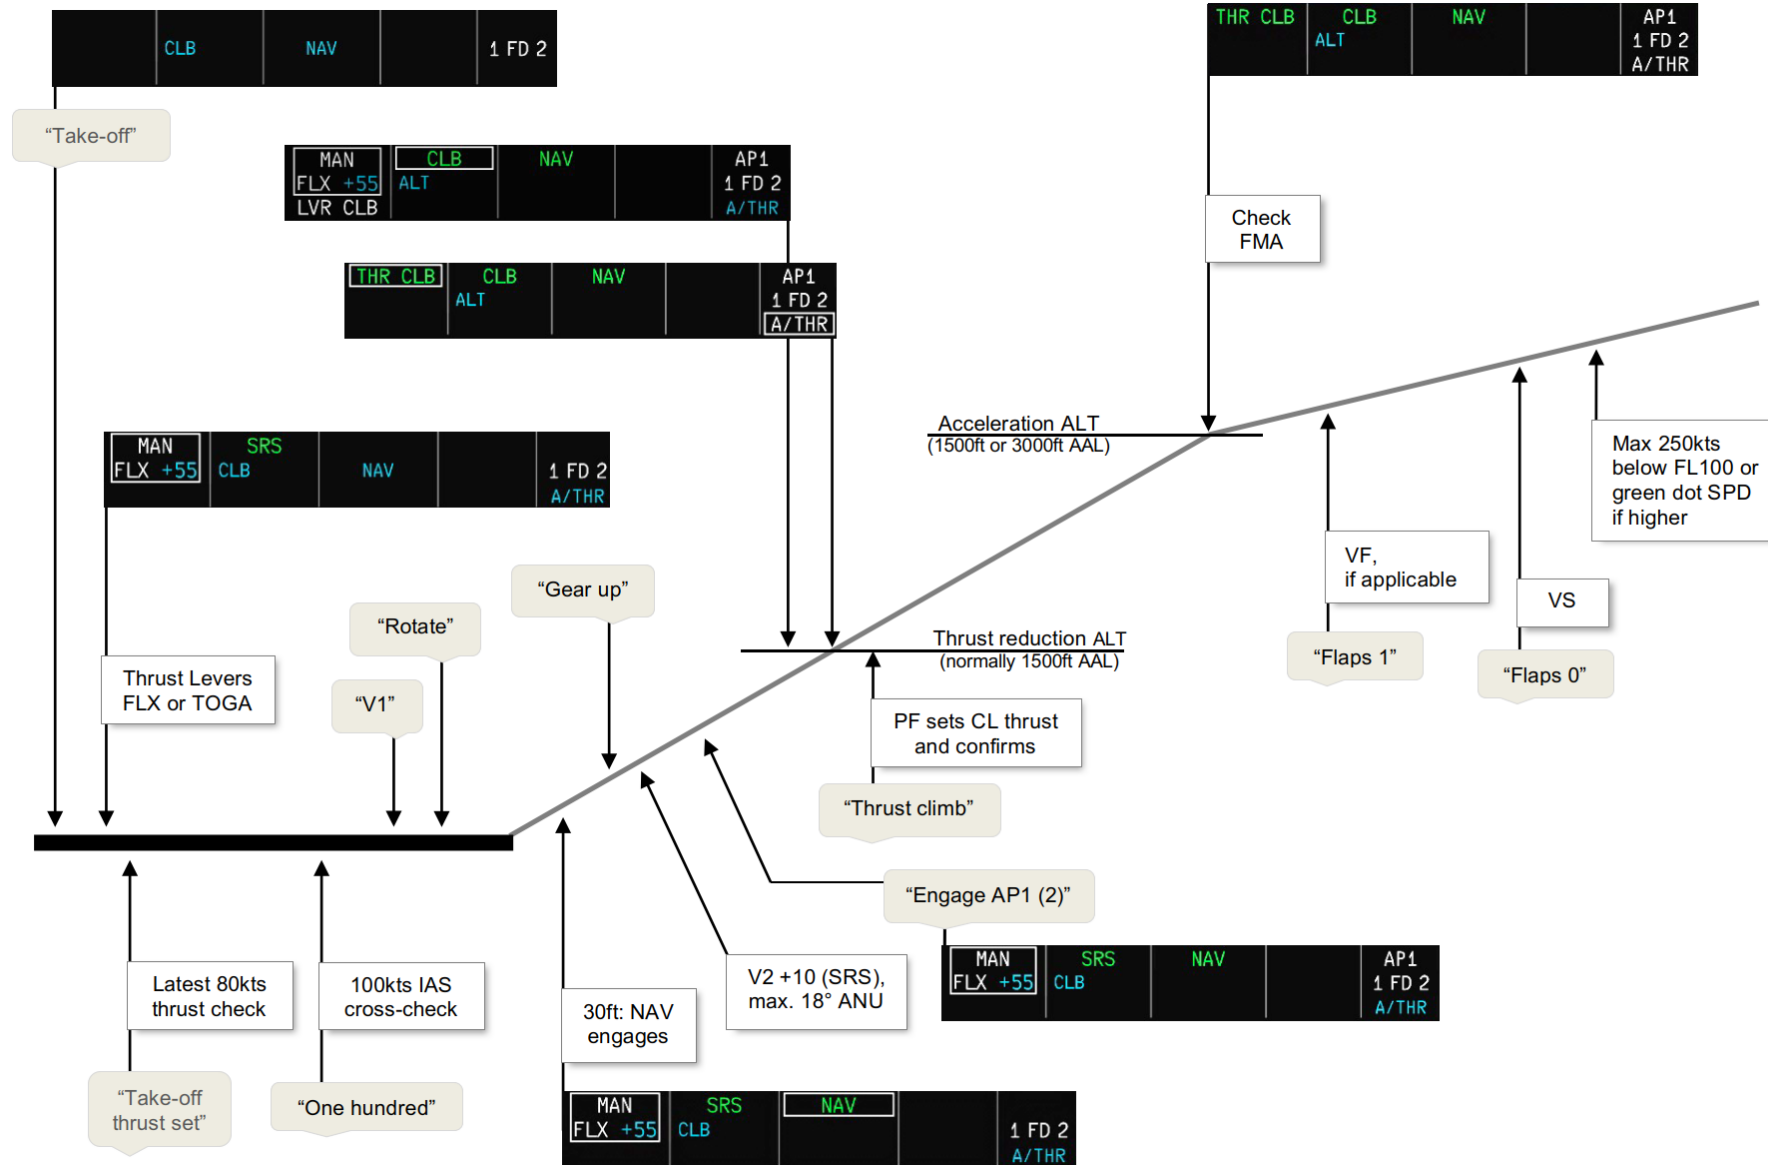 CLB NAV 1 FD 2
“Take-off”
THR CLB CLB NAV AP1
ALT 1 FD 2
A/THR
MAN CLB NAV AP1
FLX +55 ALT 1 FD 2
LVR CLB A/THR
THR CLB CLB NAV AP1
ALT 1 FD 2
A/THR
Check
FMA
MAN SRS
FLX +55 CLB NAV 1 FD 2
A/THR
Acceleration ALT
(1500ft or 3000ft AAL)
Max 250kts
below FL100 or
green dot SPD
if higher
VF,
if applicable
“Flaps 1”
VS
“Flaps 0”
“Gear up”
“Rotate”
“V1”
Thrust Levers
FLX or TOGA
Thrust reduction ALT
(normally 1500ft AAL)
PF sets CL thrust
and confirms
“Thrust climb”
“Engage AP1 (2)”
MAN SRS NAV AP1
FLX +55 CLB 1 FD 2
A/THR
Latest 80kts
thrust check
“Take-off
thrust set”
100kts IAS
cross-check
“One hundred”
30ft: NAV
engages
V2 +10 (SRS),
max. 18° ANU
MAN SRS NAV
FLX +55 CLB 1 FD 2
A/THR